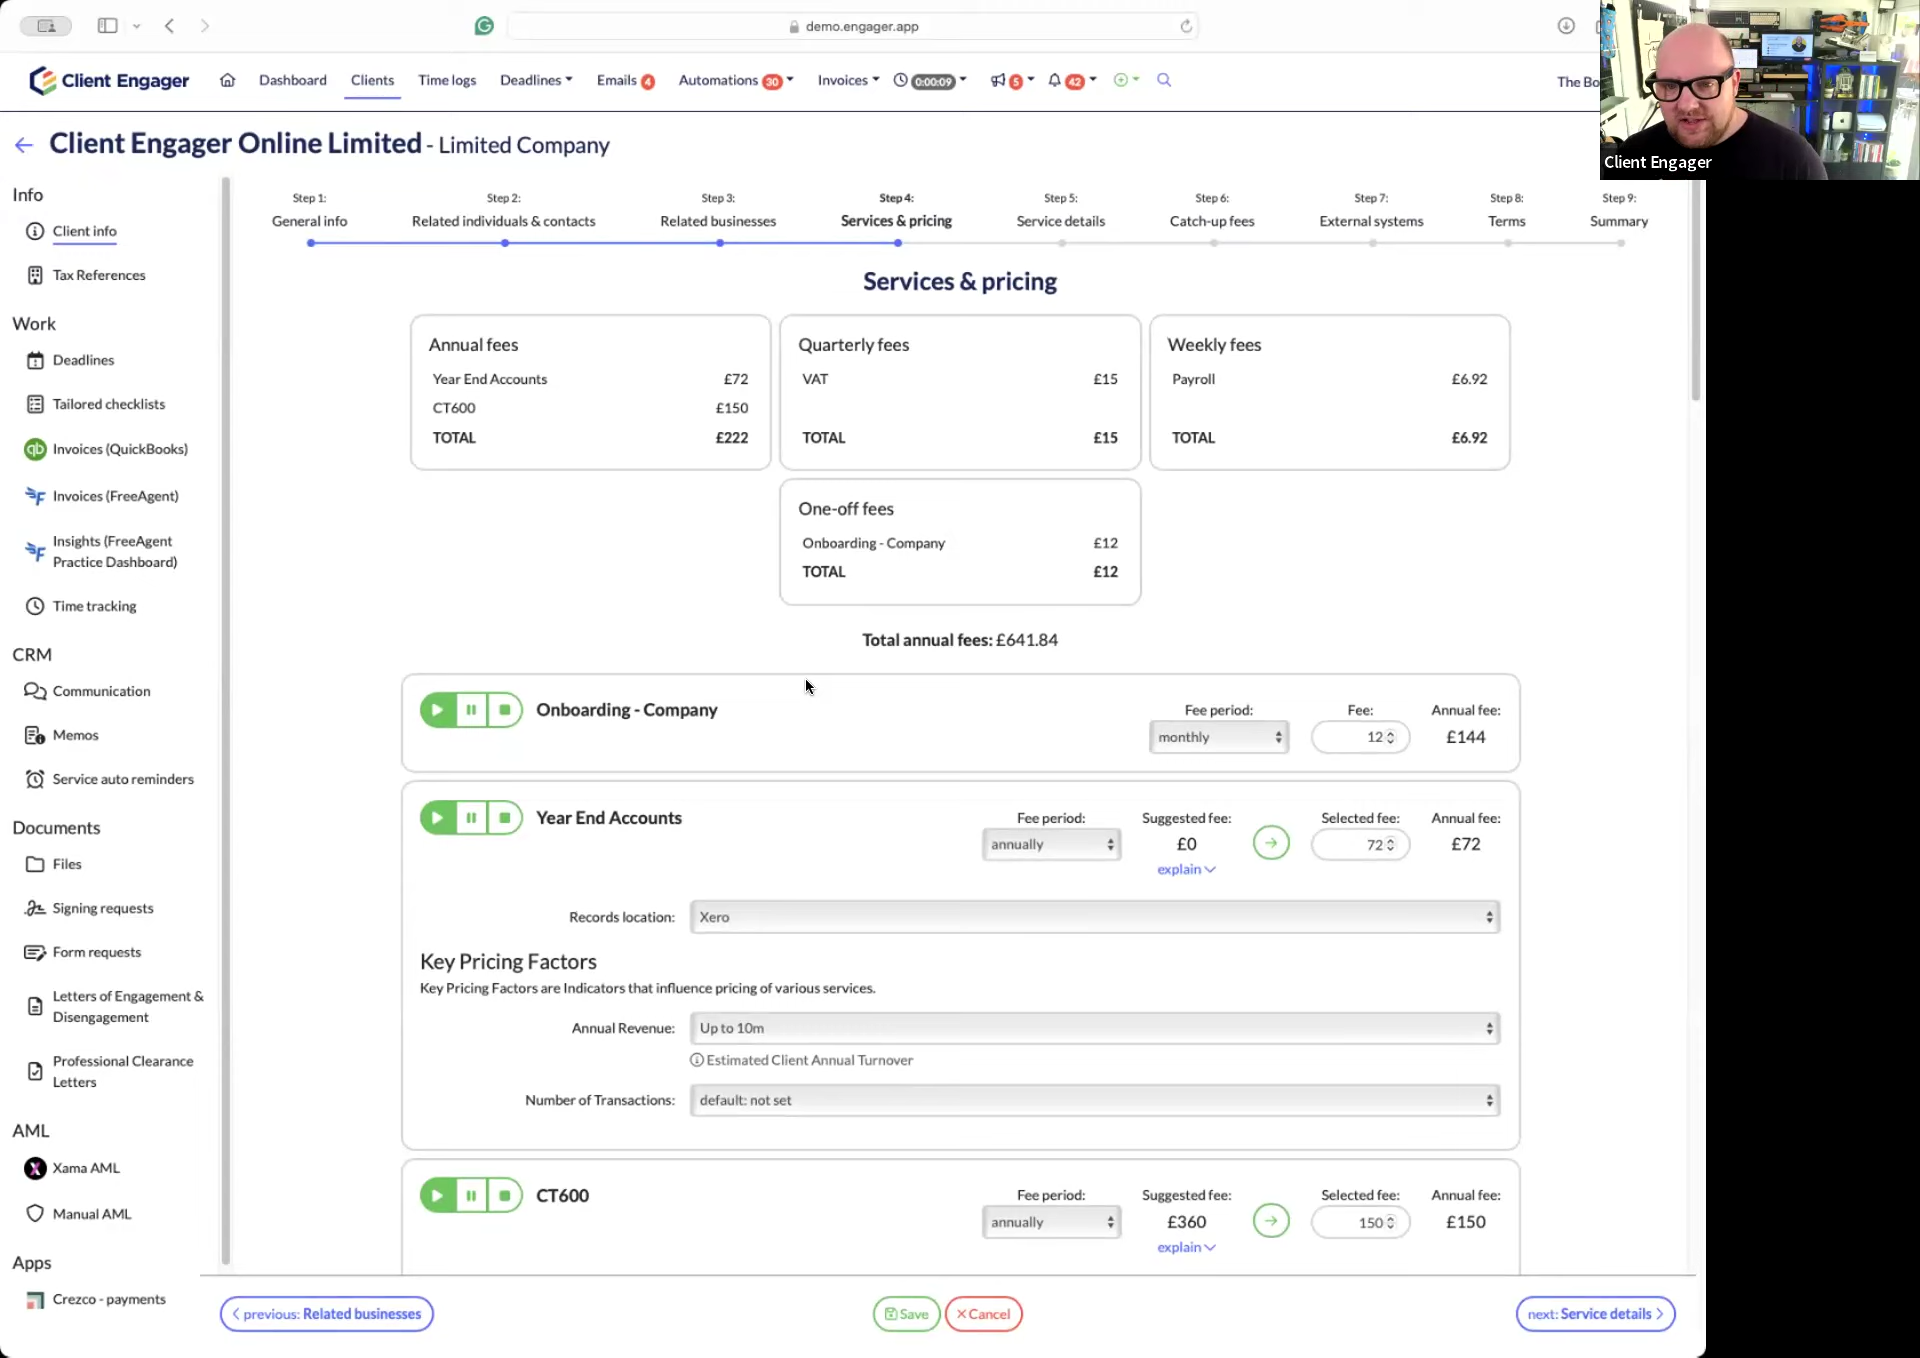 demo.engager.app
Client Engager
Dashboard
Clients
Time logs
Deadlines
Emails 4
Automations 30
Invoices
0:00:09
5
42
The Bo
Client Engager
Client Engager Online Limited - Limited Company
Info
Client info
Tax References
Work
Deadlines
Tailored checklists
qb Invoices (QuickBooks)
Invoices (FreeAgent)
Insights (FreeAgent
Practice Dashboard)
Time tracking
CRM
Communication
Memos
Service auto reminders
Documents
Files
Signing requests
Form requests
Letters of Engagement &
Disengagement
Professional Clearance
Letters
AML
Xama AML
Manual AML
Apps
Crezco - payments
Step 1:
General info
Step 2:
Related individuals & contacts
Step 3:
Related businesses
Step 4:
Services & pricing
Step 5:
Service details
Step 6:
Catch-up fees
Step 7:
External systems
Step 8:
Terms
Step 9:
Summary
Services & pricing
Annual fees
Year End Accounts £72
CT600 £150
TOTAL £222
Quarterly fees
VAT £15
TOTAL £15
Weekly fees
Payroll £6.92
TOTAL £6.92
One-off fees
Onboarding - Company £12
TOTAL £12
Total annual fees: £641.84
Onboarding - Company
Fee period:
monthly
Fee:
12
Annual fee:
£144
Year End Accounts
Fee period:
annually
Suggested fee:
£0
explain
Selected fee:
72
Annual fee:
£72
Records location: Xero
Key Pricing Factors
Key Pricing Factors are Indicators that influence pricing of various services.
Annual Revenue: Up to 10m
Estimated Client Annual Turnover
Number of Transactions: default: not set
CT600
Fee period:
annually
Suggested fee:
£360
explain
Selected fee:
150
Annual fee:
£150
previous: Related businesses
Save
Cancel
next: Service details